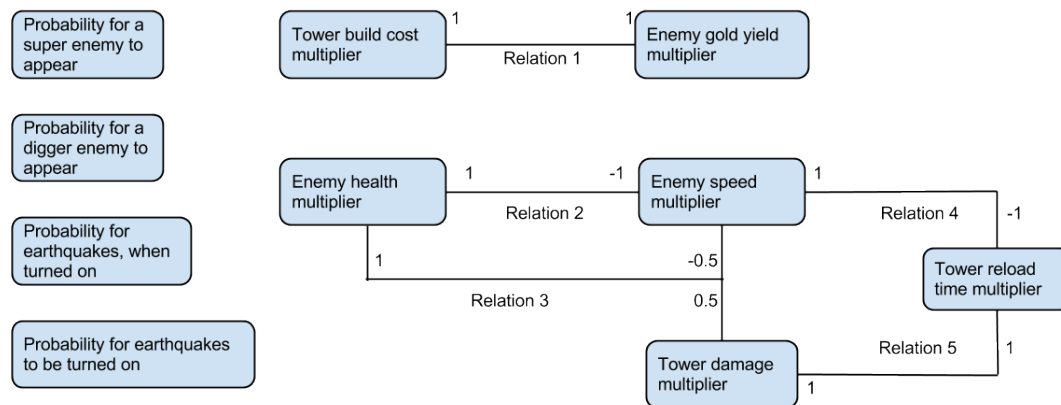 Probability for a
super enemy to
appear
Tower build cost
multiplier
1
1
Relation 1
Enemy gold yield
multiplier
Probability for a
digger enemy to
appear
Enemy health
multiplier
1
-1
Relation 2
Enemy speed
multiplier
1
Relation 4
-1
Probability for
earthquakes, when
turned on
1
-0.5
Relation 3
0.5
Tower reload
time multiplier
Probability for earthquakes
to be turned on
Tower damage
multiplier
Relation 5
1
1